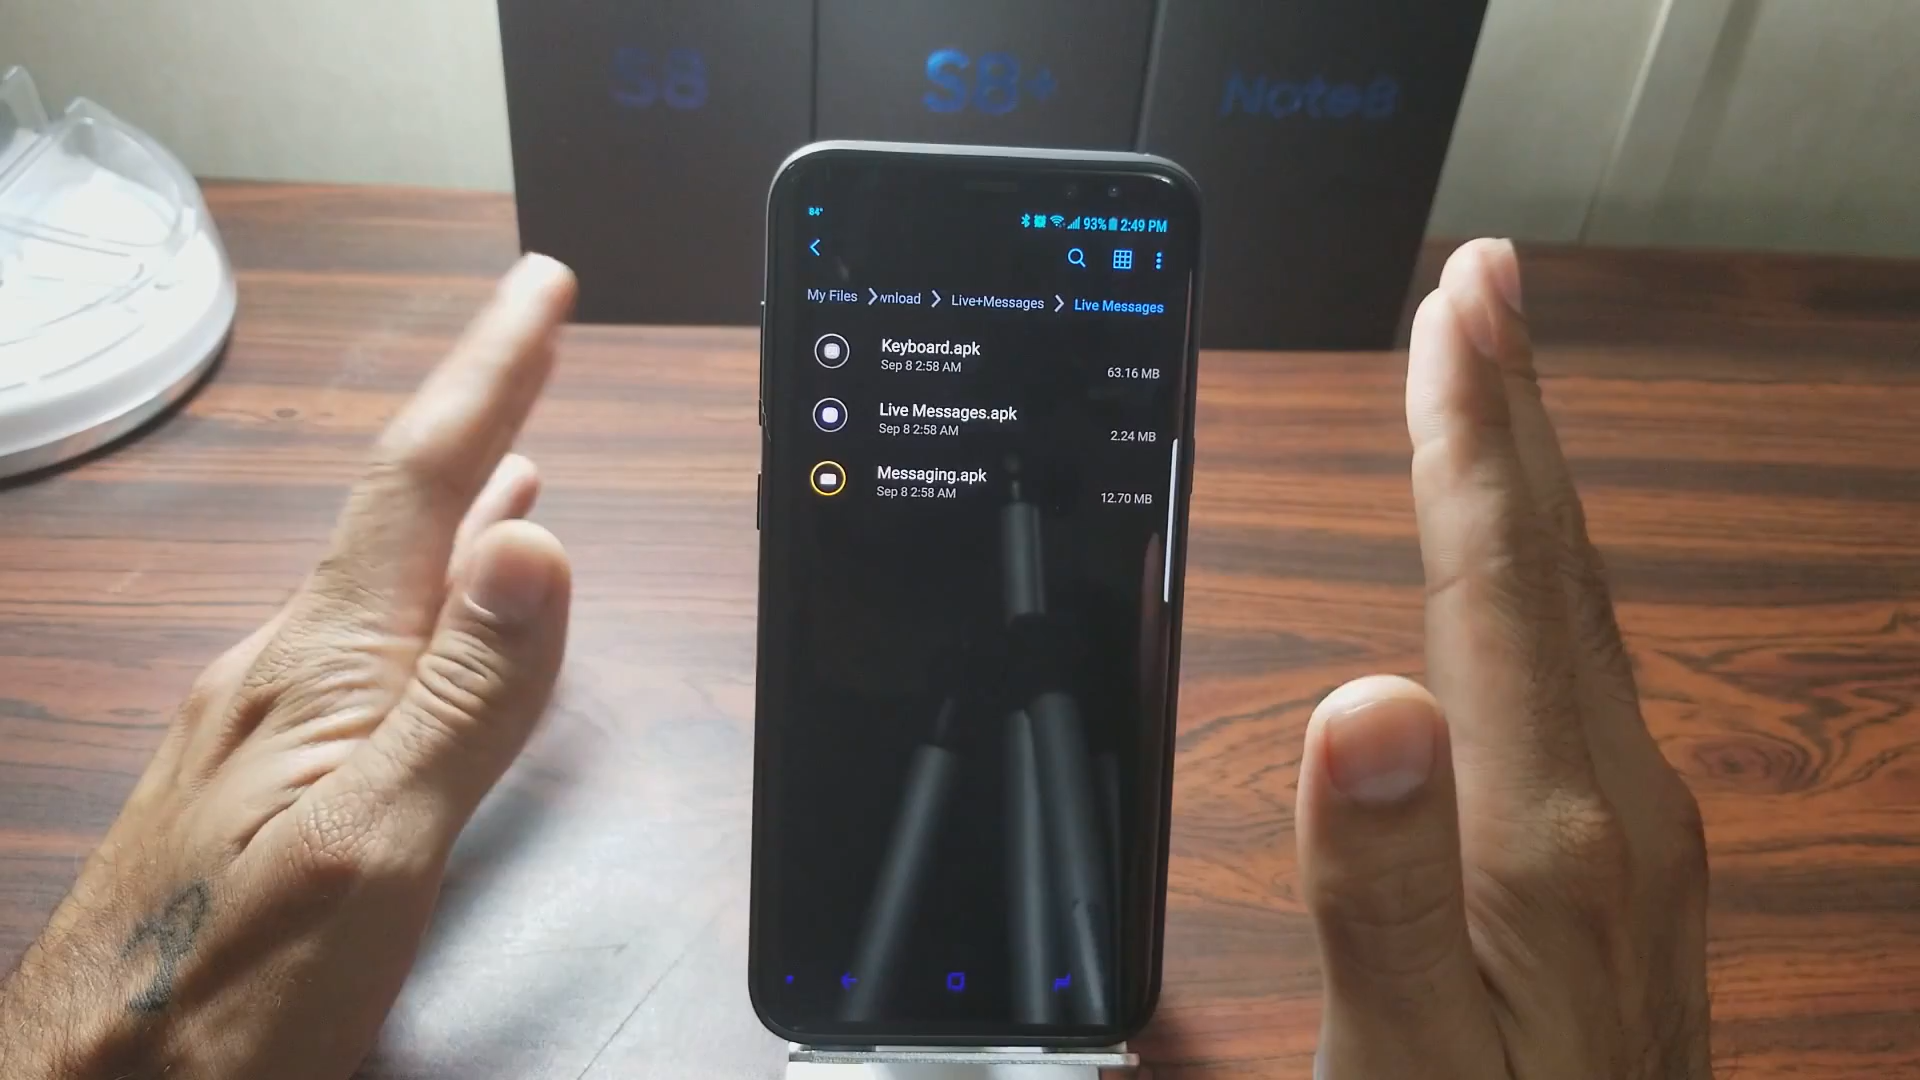 S8
S8+
Note8
84°
93% 2:49 PM
My Files > wnload > Live+Messages > Live Messages
Keyboard.apk
Sep 8 2:58 AM
63.16 MB
Live Messages.apk
Sep 8 2:58 AM
2.24 MB
Messaging.apk
Sep 8 2:58 AM
12.70 MB